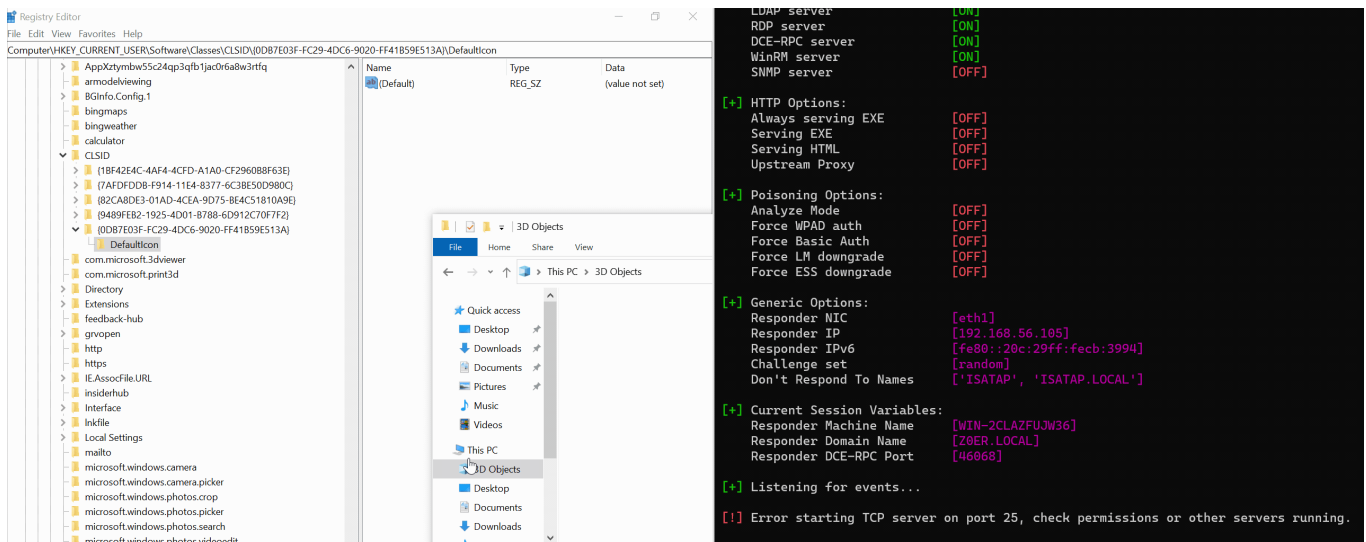 Registry Editor
File Edit View Favorites Help
Computer\HKEY_CURRENT_USER\Software\Classes\CLSID\{0DB7E03F-FC29-4DC6-9020-FF41B59E513A}\DefaultIcon
AppXztymbw55c24qp3qfb1jac0r6a8w3rtfq
armodelviewing
BGInfo.Config.1
bingmaps
bingweather
calculator
CLSID
{1BF42E4C-4AF4-4CFD-A1A0-CF2960B8F63E}
{7AFDFDDB-F914-11E4-8377-6C3BE50D980C}
{82CA8DE3-01AD-4CEA-9D75-BE4C51810A9E}
{9489FEB2-1925-4D01-B788-6D912C70F7F2}
{0DB7E03F-FC29-4DC6-9020-FF41B59E513A}
DefaultIcon
com.microsoft.3dviewer
com.microsoft.print3d
Directory
Extensions
feedback-hub
grvopen
http
https
IE.AssocFile.URL
insiderhub
Interface
lnkfile
Local Settings
mailto
microsoft.windows.camera
microsoft.windows.camera.picker
microsoft.windows.photos.crop
microsoft.windows.photos.picker
microsoft.windows.photos.search
microsoft.windows.photos.videoedit
Name Type Data
(Default) REG_SZ (value not set)
3D Objects
File Home Share View
This PC > 3D Objects
Quick access
Desktop
Downloads
Documents
Pictures
Music
Videos
This PC
3D Objects
Desktop
Documents
Downloads
LDAP server [ON]
RDP server [ON]
DCE-RPC server [ON]
WinRM server [ON]
SNMP server [OFF]
[+] HTTP Options:
Always serving EXE [OFF]
Serving EXE [OFF]
Serving HTML [OFF]
Upstream Proxy [OFF]
[+] Poisoning Options:
Analyze Mode [OFF]
Force WPAD auth [OFF]
Force Basic Auth [OFF]
Force LM downgrade [OFF]
Force ESS downgrade [OFF]
[+] Generic Options:
Responder NIC [eth1]
Responder IP [192.168.56.105]
Responder IPv6 [fe80::20c:29ff:fecb:3994]
Challenge set [random]
Don't Respond To Names ['ISATAP', 'ISATAP.LOCAL']
[+] Current Session Variables:
Responder Machine Name [WIN-2CLAZFUJW36]
Responder Domain Name [Z0ER.LOCAL]
Responder DCE-RPC Port [46068]
[+] Listening for events...
[!] Error starting TCP server on port 25, check permissions or other servers running.